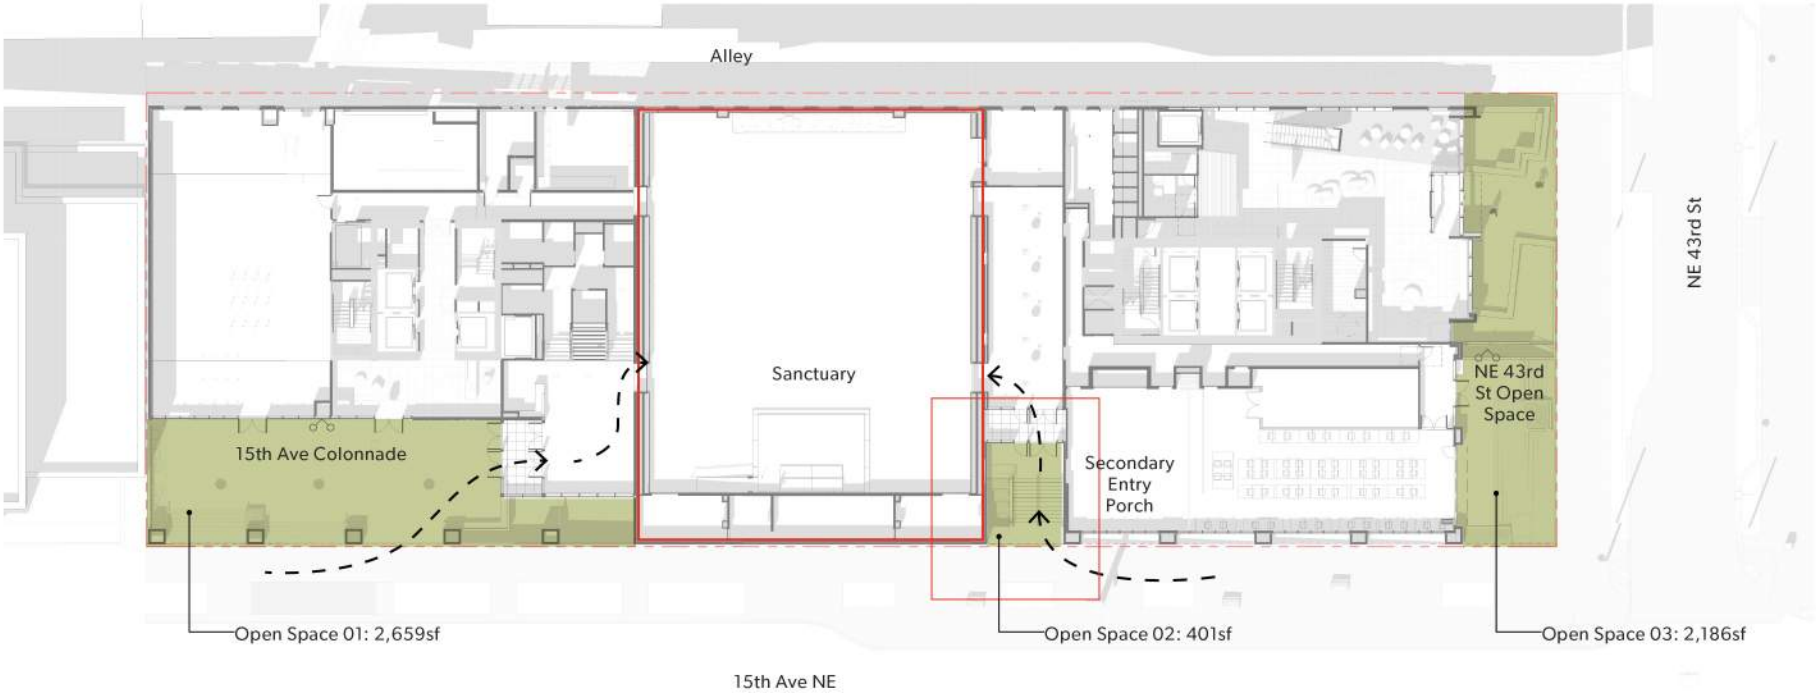 Alley
NE 43rd St
Sanctuary
NE 43rd
St Open
Space
15th Ave Colonnade
Secondary
Entry
Porch
Open Space 01: 2,659sf
Open Space 02: 401sf
Open Space 03: 2,186sf
15th Ave NE